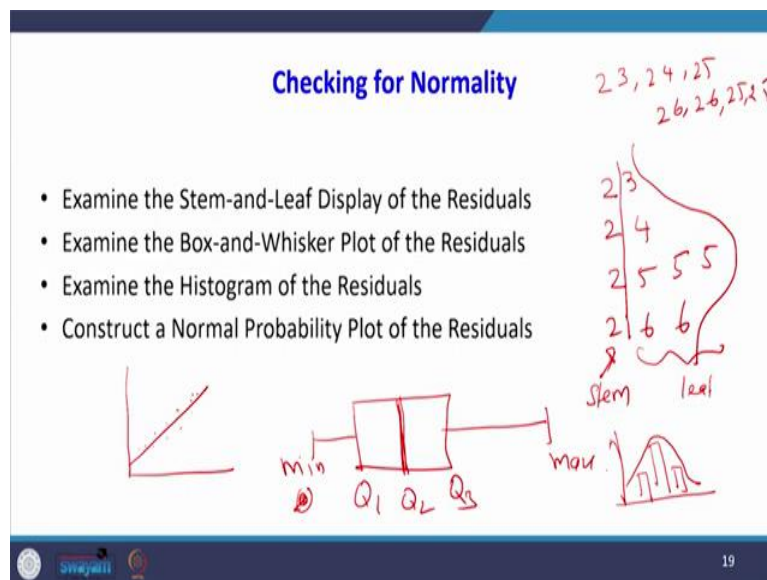 Checking for Normality
23, 24, 25
26, 26, 25, 25
• Examine the Stem-and-Leaf Display of the Residuals
• Examine the Box-and-Whisker Plot of the Residuals
• Examine the Histogram of the Residuals
• Construct a Normal Probability Plot of the Residuals
2 3
2 4
2 5 5 5
2 6 6
Stem leaf
min Q1 Q2 Q3 max
swayam
19